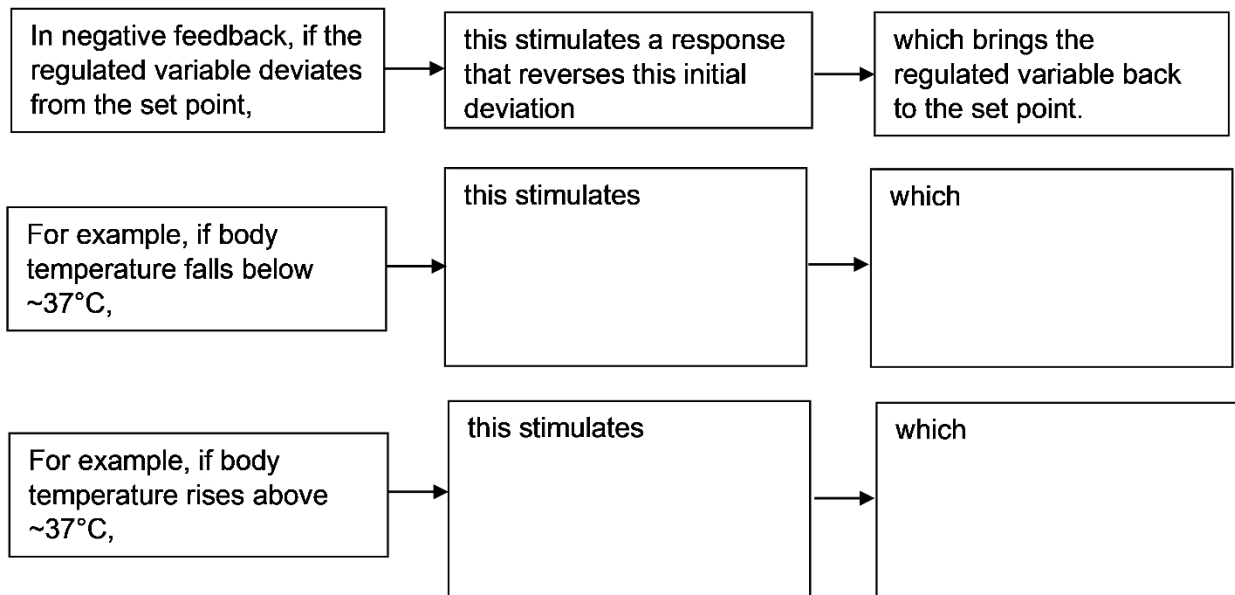 In negative feedback, if the
regulated variable deviates
from the set point,
this stimulates a response
that reverses this initial
deviation
which brings the
regulated variable back
to the set point.
For example, if body
temperature falls below
~37°C,
this stimulates
which
For example, if body
temperature rises above
~37°C,
this stimulates
which